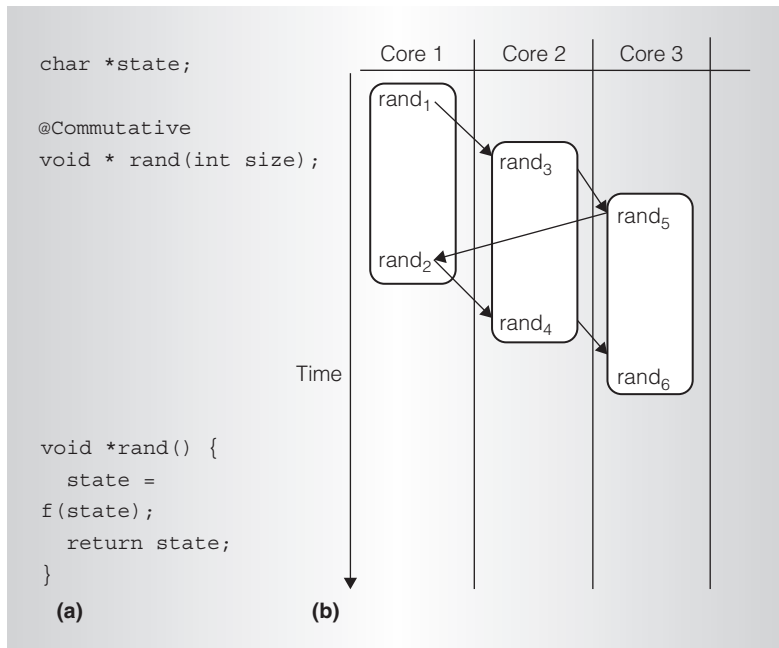 char *state;
@Commutative
void * rand(int size);
void *rand() {
state =
f(state);
return state;
}
(a)
Core 1 Core 2 Core 3
rand1
rand3
rand5
rand2
rand4
rand6
Time
(b)